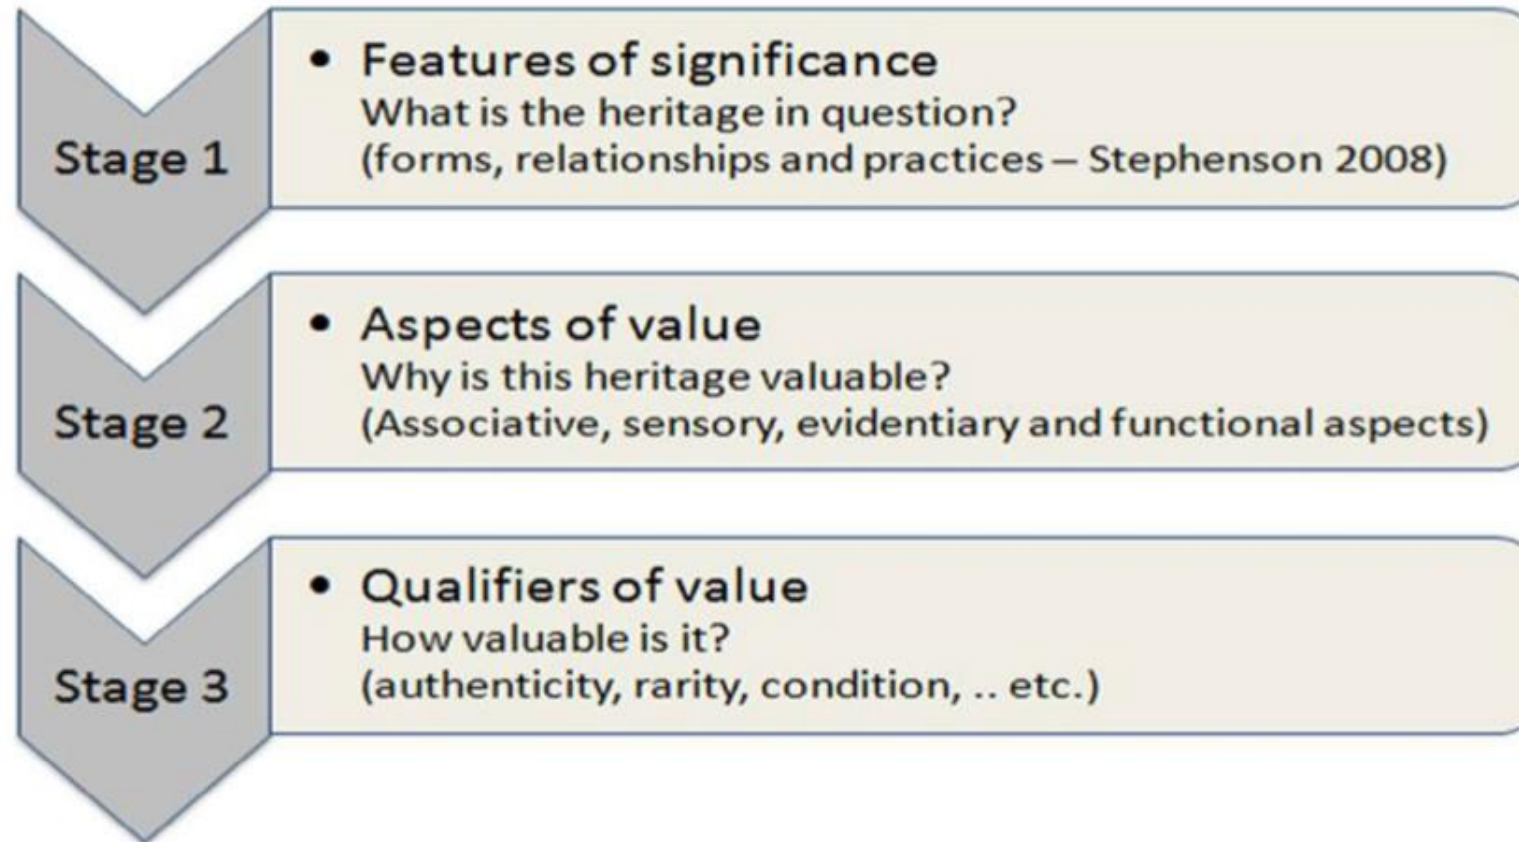 Stage 1
• Features of significance
What is the heritage in question?
(forms, relationships and practices – Stephenson 2008)
Stage 2
• Aspects of value
Why is this heritage valuable?
(Associative, sensory, evidentiary and functional aspects)
Stage 3
• Qualifiers of value
How valuable is it?
(authenticity, rarity, condition, .. etc.)